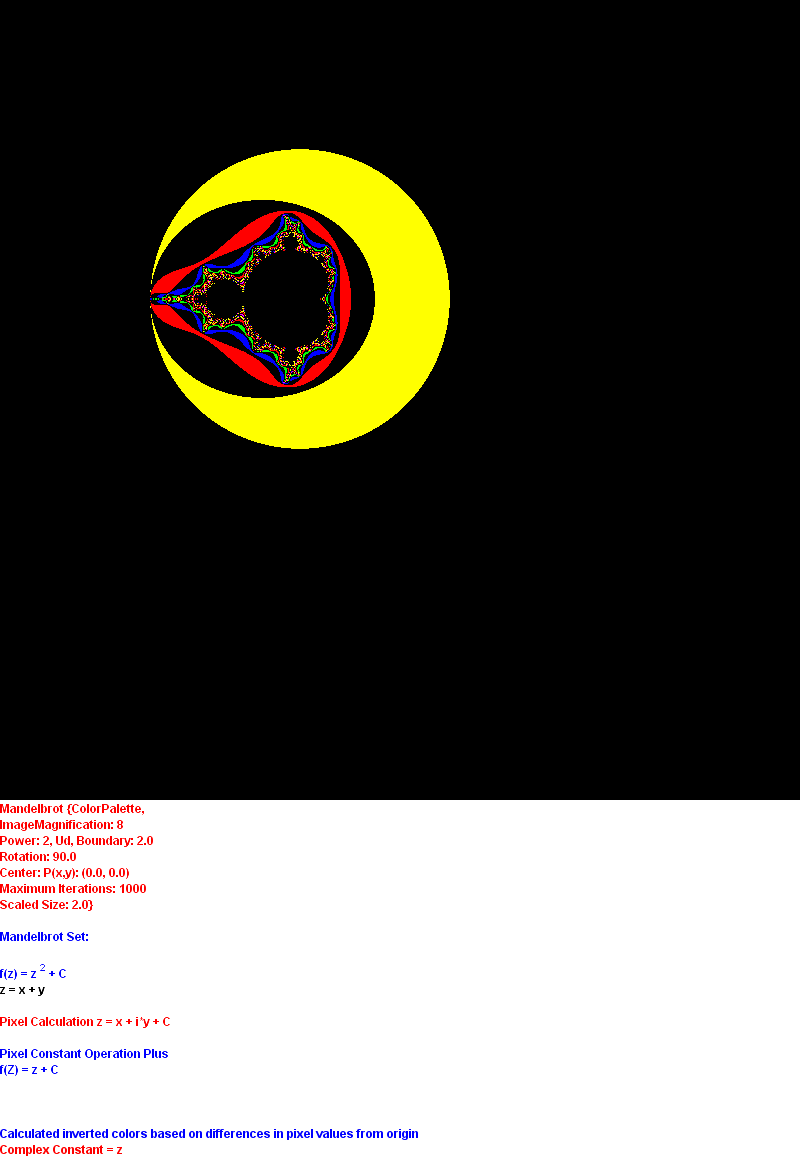 Mandelbrot {ColorPalette,
ImageMagnification: 8
Power: 2, Ud, Boundary: 2.0
Rotation: 90.0
Center: P(x,y): (0.0, 0.0)
Maximum Iterations: 1000
Scaled Size: 2.0}
Mandelbrot Set:
f(z) = z 2 + C
z = x + y
Pixel Calculation z = x + i*y + C
Pixel Constant Operation Plus
f(Z) = z + C
Calculated inverted colors based on differences in pixel values from origin
Complex Constant = z